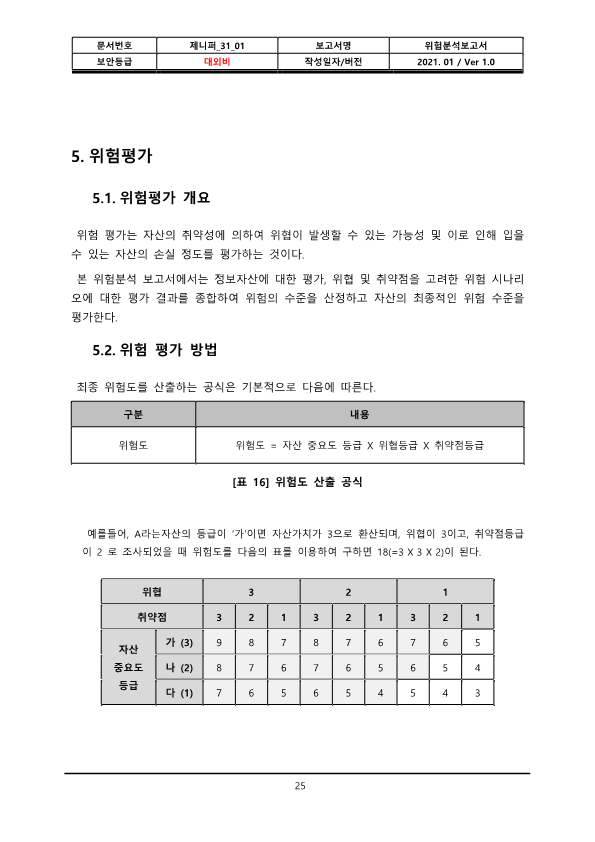 문서번호 제니퍼_31_01 보고서명 위험분석보고서
보안등급 대외비 작성일자/버전 2021. 01 / Ver 1.0
5. 위험평가
5.1. 위험평가 개요
위험 평가는 자산의 취약성에 의하여 위협이 발생할 수 있는 가능성 및 이로 인해 입을
수 있는 자산의 손실 정도를 평가하는 것이다.
본 위험분석 보고서에서는 정보자산에 대한 평가, 위협 및 취약점을 고려한 위험 시나리
오에 대한 평가 결과를 종합하여 위험의 수준을 산정하고 자산의 최종적인 위험 수준을
평가한다.
5.2. 위험 평가 방법
최종 위험도를 산출하는 공식은 기본적으로 다음에 따른다.
구분 내용
위험도 위험도 = 자산 중요도 등급 X 위협등급 X 취약점등급
[표 16] 위험도 산출 공식
예를들어, A라는자산의 등급이 '가'이면 자산가치가 3으로 환산되며, 위협이 3이고, 취약점등급
이 2 로 조사되었을 때 위험도를 다음의 표를 이용하여 구하면 18(=3 X 3 X 2)이 된다.
위협 3 2 1
취약점 3 2 1 3 2 1 3 2 1
자산
중요도
등급
가 (3) 9 8 7 8 7 6 7 6 5
나 (2) 8 7 6 7 6 5 6 5 4
다 (1) 7 6 5 6 5 4 5 4 3
25